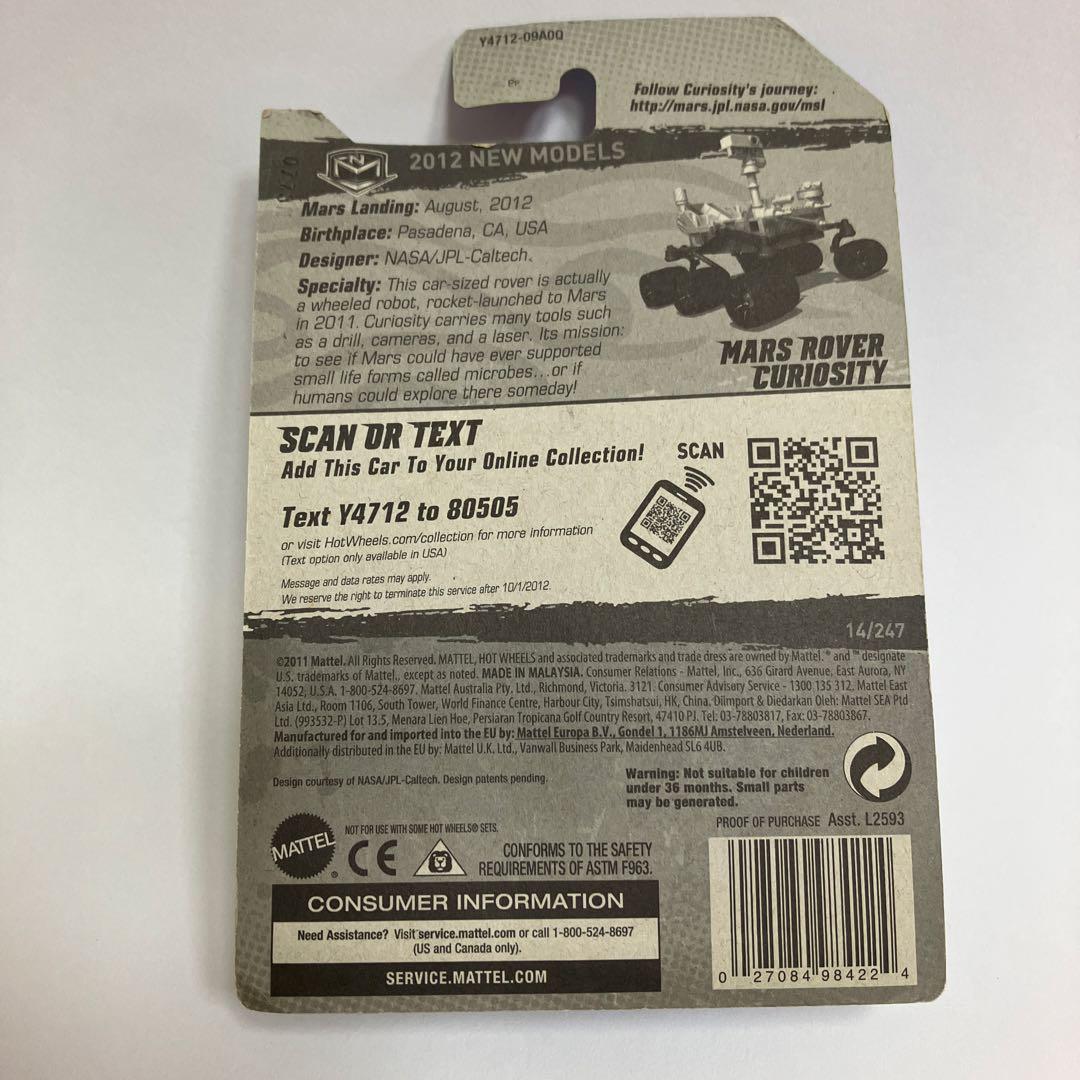 Y4712-09A0Q
PP
Follow Curiosity's journey:
http://mars.jpl.nasa.gov/msl
2012 NEW MODELS
Mars Landing: August, 2012
Birthplace: Pasadena, CA, USA
Designer: NASA/JPL-Caltech.
Specialty: This car-sized rover is actually
a wheeled robot, rocket-launched to Mars
in 2011. Curiosity carries many tools such
as a drill, cameras, and a laser. Its mission:
to see if Mars could have ever supported
small life forms called microbes...or if
humans could explore there someday!
MARS ROVER
CURIOSITY
SCAN OR TEXT
Add This Car To Your Online Collection!
SCAN
Text Y4712 to 80505
or visit HotWheels.com/collection for more information
(Text option only available in USA)
Message and data rates may apply.
We reserve the right to terminate this service after 10/1/2012.
14/247
©2011 Mattel. All Rights Reserved. MATTEL, HOT WHEELS and associated trademarks and trade dress are owned by Mattel. ® and ™ designate
U.S. trademarks of Mattel., except as noted. MADE IN MALAYSIA. Consumer Relations - Mattel, Inc., 636 Girard Avenue, East Aurora, NY
14052, U.S.A. 1-800-524-8697. Mattel Australia Pty. Ltd., Richmond, Victoria. 3121. Consumer Advisory Service - 1300 135 312. Mattel East
Asia Ltd., Room 1106, South Tower, World Finance Centre, Harbour City, Tsimshatsui, HK, China. Diimport & Diedarkan Oleh: Mattel SEA Ptd
Ltd. (993532-P) Lot 13.5, Menara Lien Hoe, Persiaran Tropicana Golf Country Resort, 47410 PJ. Tel: 03-78803817, Fax: 03-78803867.
Manufactured for and imported into the EU by: Mattel Europa B.V., Gondel 1, 1186MJ Amstelveen, Nederland.
Additionally distributed in the EU by: Mattel U.K. Ltd., Vanwall Business Park, Maidenhead SL6 4UB.
Design courtesy of NASA/JPL-Caltech. Design patents pending.
Warning: Not suitable for children
under 36 months. Small parts
may be generated.
PROOF OF PURCHASE Asst. L2593
NOT FOR USE WITH SOME HOT WHEELS® SETS.
MATTEL®
CE
CONFORMS TO THE SAFETY
REQUIREMENTS OF ASTM F963.
CONSUMER INFORMATION
Need Assistance? Visit service.mattel.com or call 1-800-524-8697
(US and Canada only).
SERVICE.MATTEL.COM
0 27084 98422 4